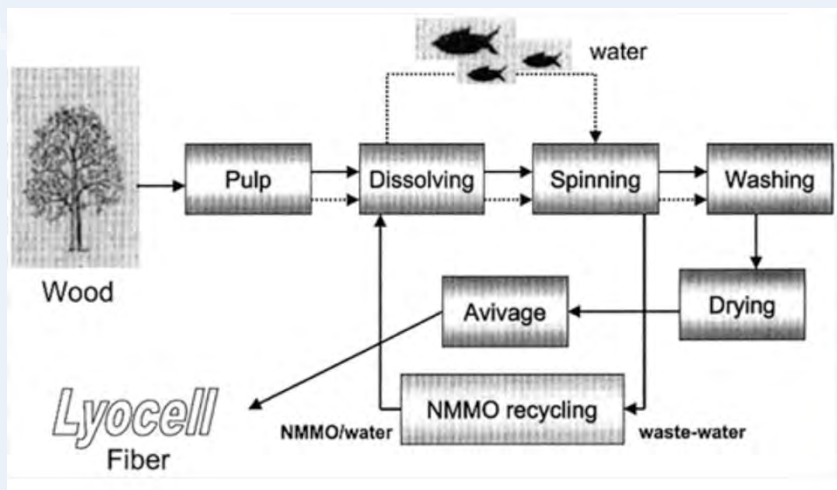 water
Pulp
Dissolving
Spinning
Washing
Wood
Avivage
Drying
Lyocell
Fiber
NMMO recycling
NMMO/water
waste-water